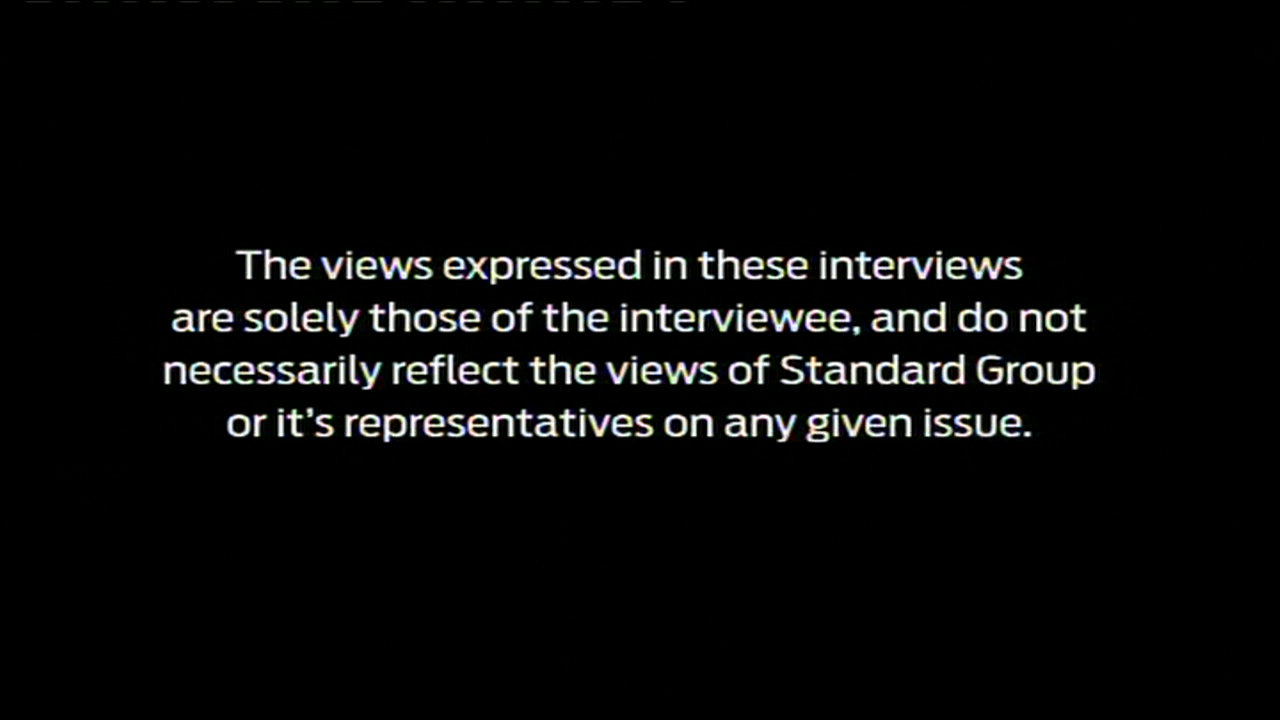 The views expressed in these interviews
are solely those of the interviewee, and do not
necessarily reflect the views of Standard Group
or it's representatives on any given issue.